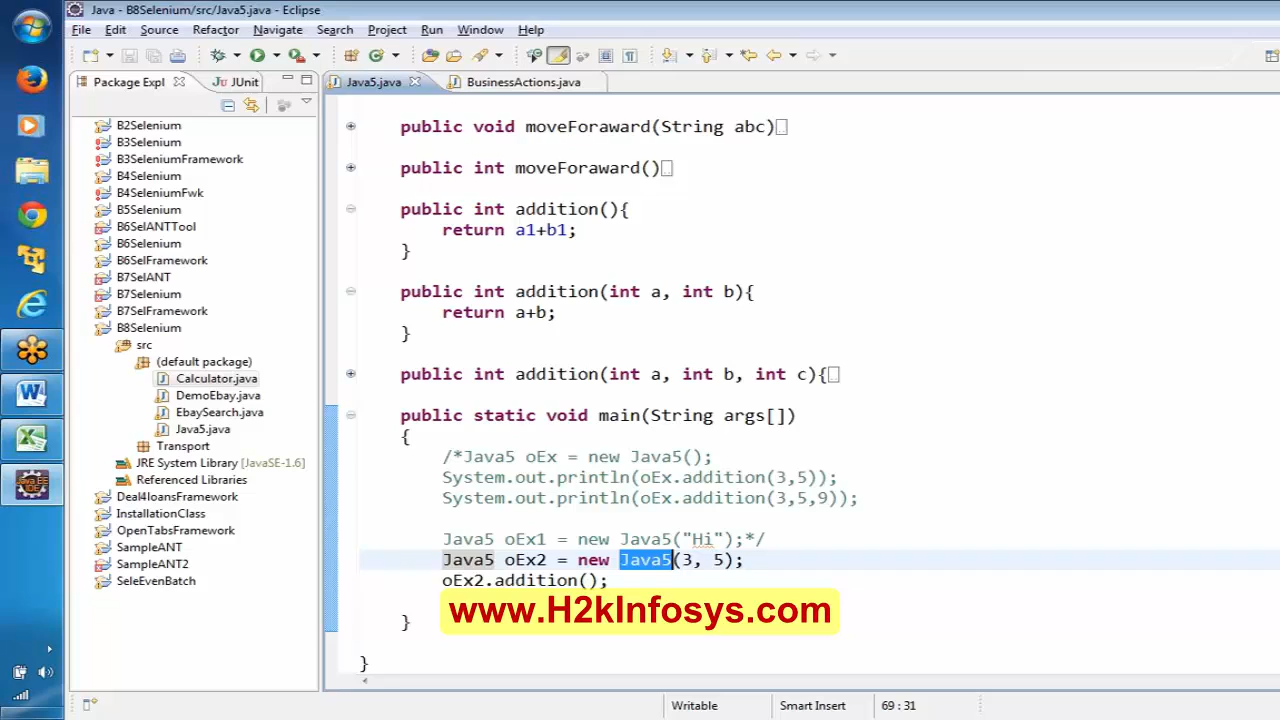 Java - B8Selenium/src/Java5.java - Eclipse
File Edit Source Refactor Navigate Search Project Run Window Help
Package Expl JUnit Java5.java BusinessActions.java
B2Selenium
B3Selenium
B3SeleniumFramework
B4Selenium
B4SeleniumFwk
B5Selenium
B6SelANTTool
B6Selenium
B6SelFramework
B7SelANT
B7Selenium
B7SelFramework
B8Selenium
src
(default package)
Calculator.java
DemoEbay.java
EbaySearch.java
Java5.java
Transport
JRE System Library [JavaSE-1.6]
Referenced Libraries
Deal4loansFramework
InstallationClass
OpenTabsFramework
SampleANT
SampleANT2
SeleEvenBatch
public void moveForaward(String abc)
public int moveForaward()
public int addition(){
return a1+b1;
}
public int addition(int a, int b){
return a+b;
}
public int addition(int a, int b, int c){
public static void main(String args[])
{
/*Java5 oEx = new Java5();
System.out.println(oEx.addition(3,5));
System.out.println(oEx.addition(3,5,9));
Java5 oEx1 = new Java5("Hi");*/
Java5 oEx2 = new Java5(3, 5);
oEx2.addition();
www.H2kInfosys.com
}
}
Writable Smart Insert 69 : 31